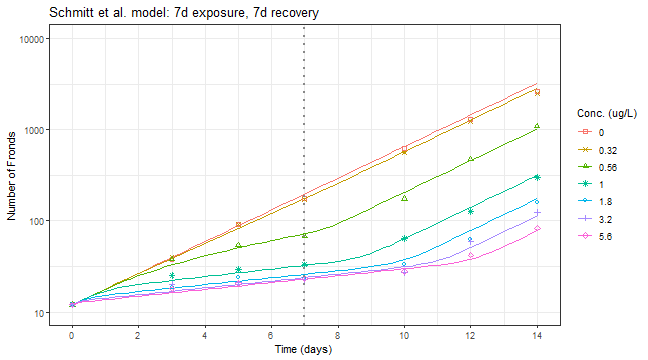 Schmitt et al. model: 7d exposure, 7d recovery
10000
1000
100
10
Number of Fronds
0 2 4 6 8 10 12 14
Time (days)
Conc. (ug/L)
0
0.32
0.56
1
1.8
3.2
5.6